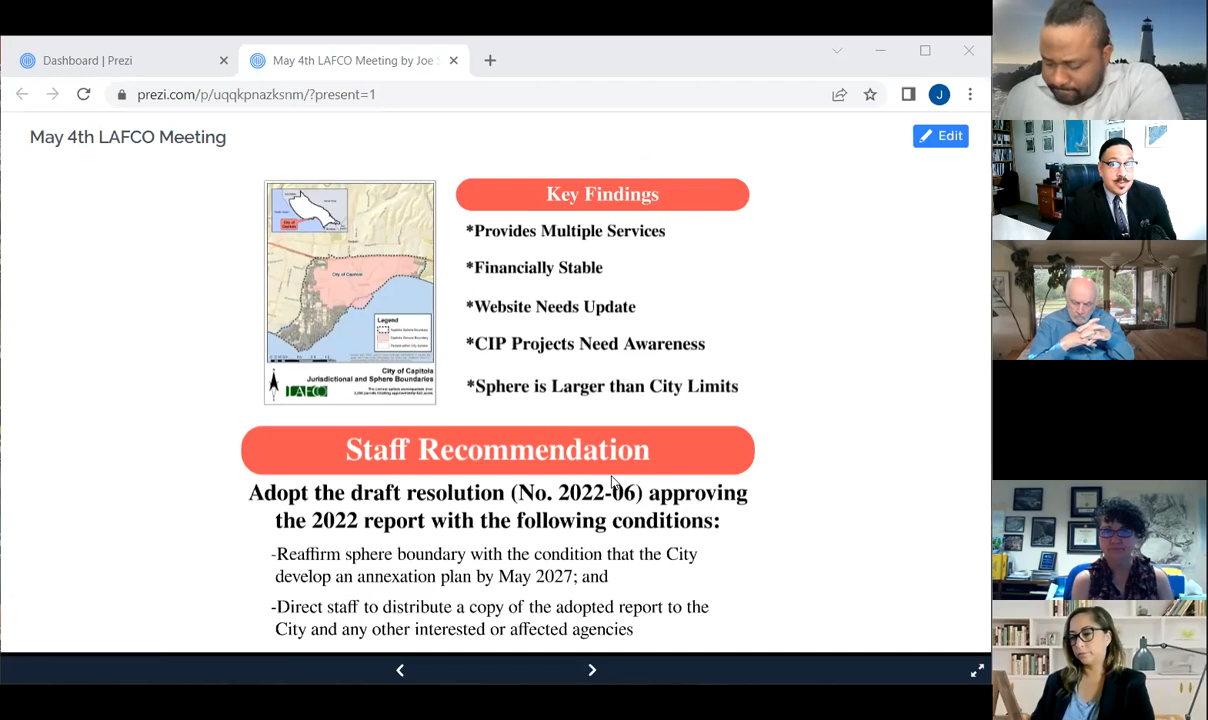 Dashboard | Prezi
May 4th LAFCO Meeting by Joe
prezi.com/p/uqqkpnazksnm/?present=1
J
May 4th LAFCO Meeting
Edit
City of Capitola
Legend
City of Capitola
Jurisdictional and Sphere Boundaries
LAFCO
Key Findings
*Provides Multiple Services
*Financially Stable
*Website Needs Update
*CIP Projects Need Awareness
*Sphere is Larger than City Limits
Staff Recommendation
Adopt the draft resolution (No. 2022-06) approving
the 2022 report with the following conditions:
-Reaffirm sphere boundary with the condition that the City
develop an annexation plan by May 2027; and
-Direct staff to distribute a copy of the adopted report to the
City and any other interested or affected agencies